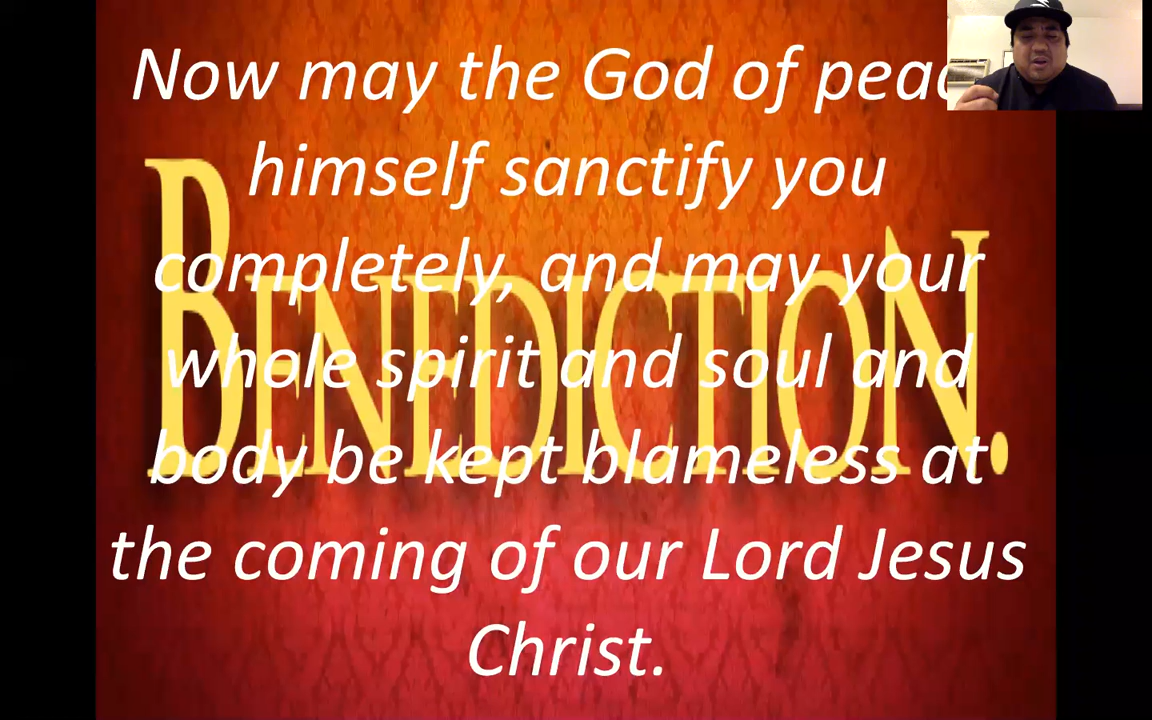 Now may the God of peac
himself sanctify you
completely, and may your
whole spirit and soul and
body be kept blameless at
the coming of our Lord Jesus
Christ.
BENEDICTION.